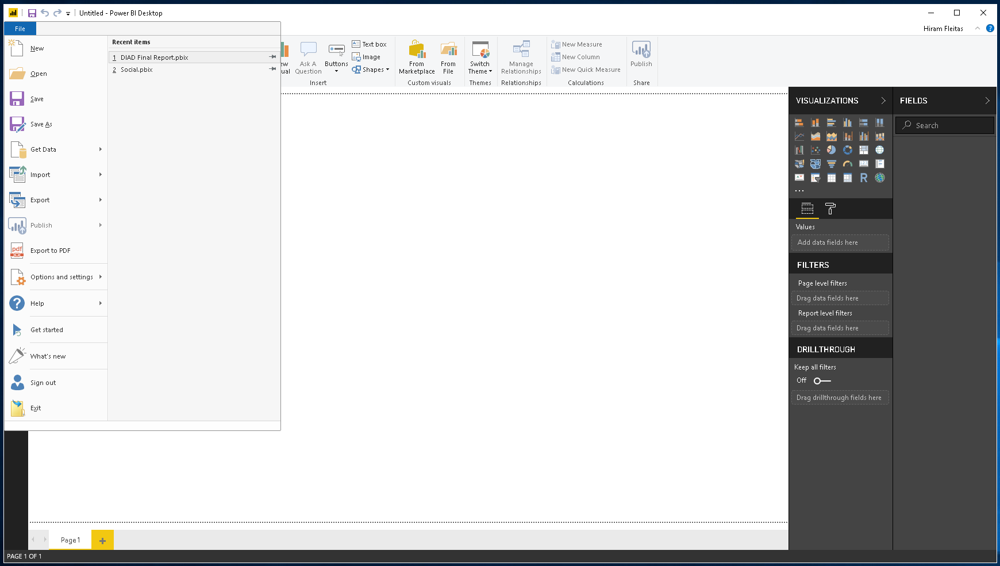 Untitled - Power BI Desktop
File
Hiram Fleitas
New
Open
Save
Save As
Get Data
Import
Export
Publish
Export to PDF
Options and settings
Help
Get started
What's new
Sign out
Exit
Recent items
1 DIAD Final Report.pbix
2 Social.pbix
Ask A
Question
Buttons
Text box
Image
Shapes
Insert
From
Marketplace
From
File
Custom visuals
Switch
Theme
Themes
Manage
Relationships
Relationships
New Measure
New Column
New Quick Measure
Calculations
Publish
Share
VISUALIZATIONS
R
Values
Add data fields here
FILTERS
Page level filters
Drag data fields here
Report level filters
Drag data fields here
DRILLTHROUGH
Keep all filters
Off
Drag drillthrough fields here
FIELDS
Search
Page1
PAGE 1 OF 1